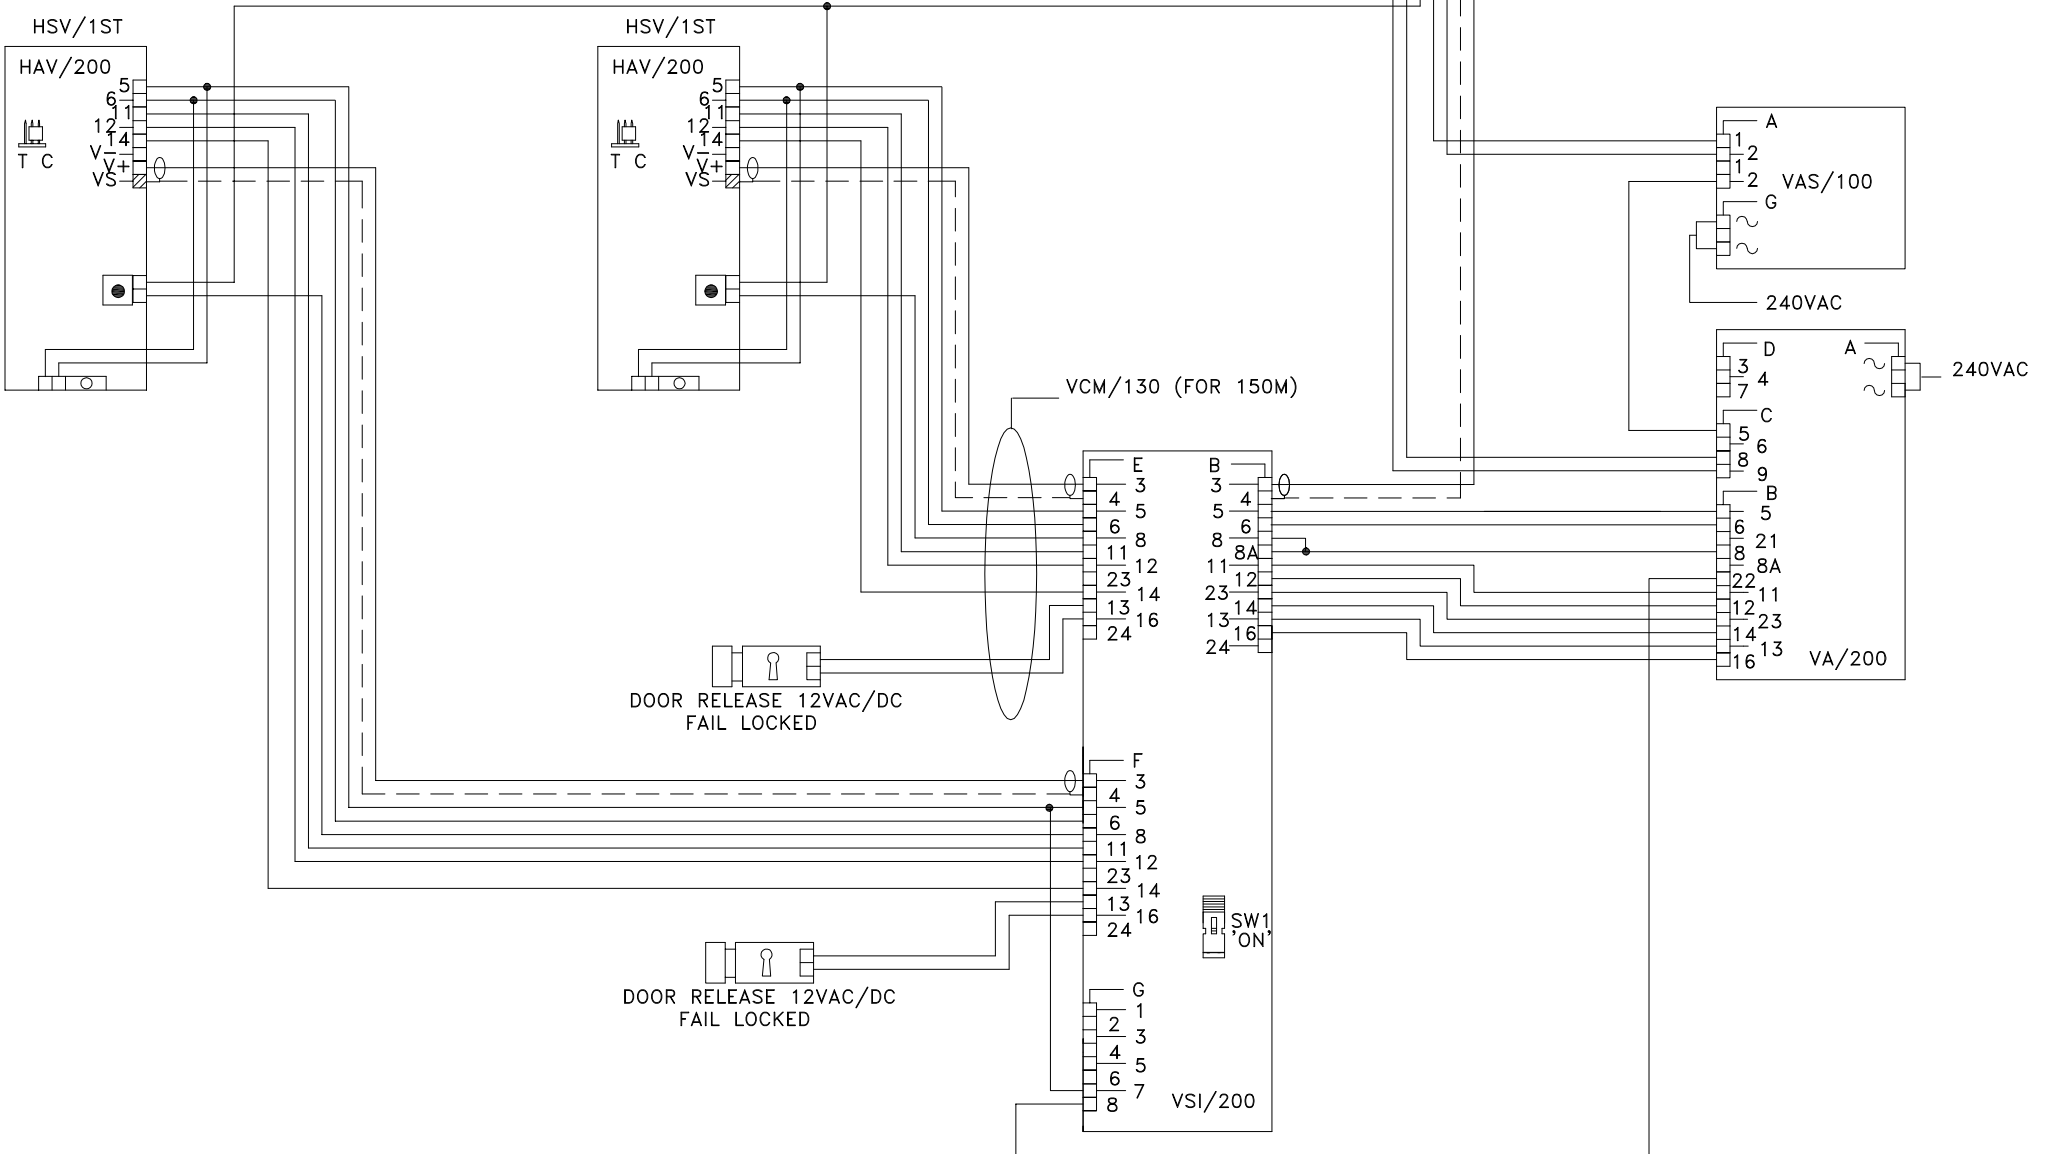 HSV/1ST
HAV/200
5
6
11
12
14
V-
V+
VS
T C
HSV/1ST
HAV/200
5
6
11
12
14
V-
V+
VS
T C
A
1
2
1
2
VAS/100
G
240VAC
D
A
3
4
7
240VAC
C
5
6
8
9
B
5
6
21
8
8A
22
11
12
23
14
13
16
VA/200
VCM/130 (FOR 150M)
E
3
4
5
6
8
11
12
23
14
13
16
24
B
3
4
5
6
8
8A
11
12
23
14
13
16
24
DOOR RELEASE 12VAC/DC
FAIL LOCKED
F
3
4
5
6
8
11
12
23
14
13
16
24
SW1
'ON'
DOOR RELEASE 12VAC/DC
FAIL LOCKED
G
1
2
3
4
5
6
7
8
VSI/200